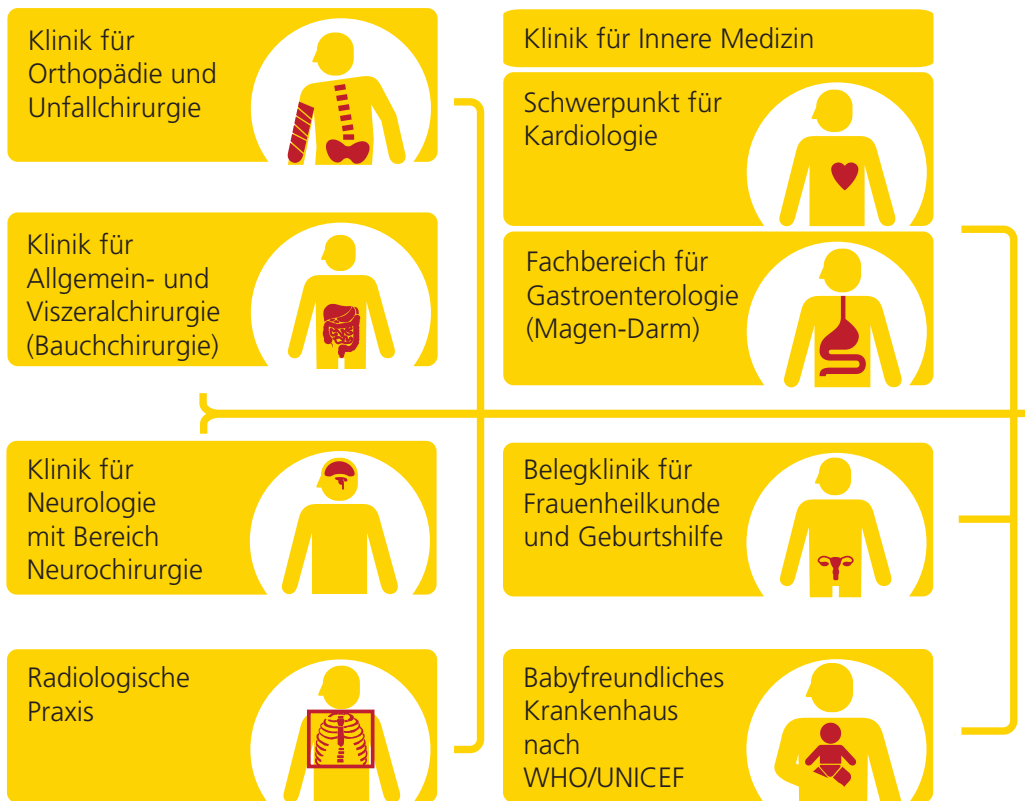 Klinik für
Orthopädie und
Unfallchirurgie
Klinik für
Allgemein- und
Viszeralchirurgie
(Bauchchirurgie)
Klinik für
Neurologie
mit Bereich
Neurochirurgie
Radiologische
Praxis
Klinik für Innere Medizin
Schwerpunkt für
Kardiologie
Fachbereich für
Gastroenterologie
(Magen-Darm)
Belegklinik für
Frauenheilkunde
und Geburtshilfe
Babyfreundliches
Krankenhaus
nach
WHO/UNICEF